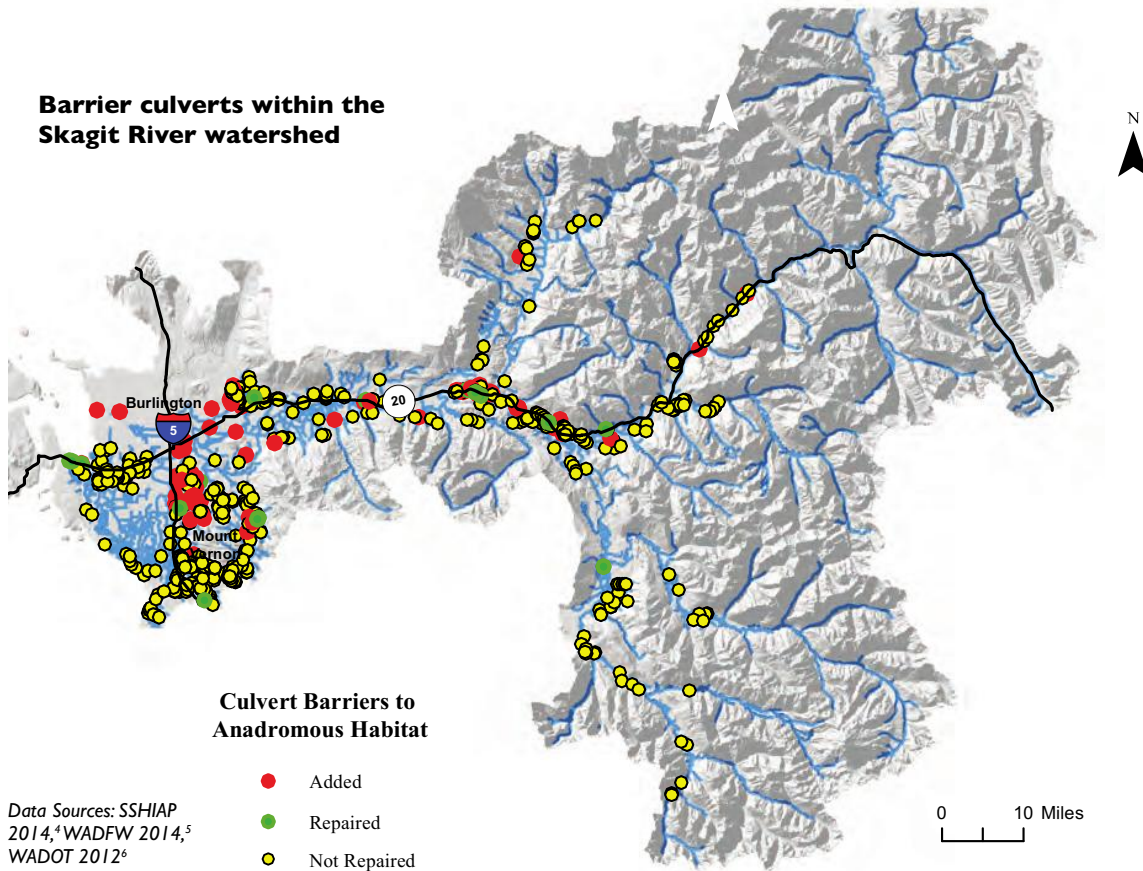 Barrier culverts within the
Skagit River watershed
N
Burlington
5
20
Mount
Vernon
Culvert Barriers to
Anadromous Habitat
Added
Repaired
Not Repaired
Data Sources: SSHIAP
2014,⁴ WADFW 2014,⁵
WADOT 2012⁶
0 10 Miles